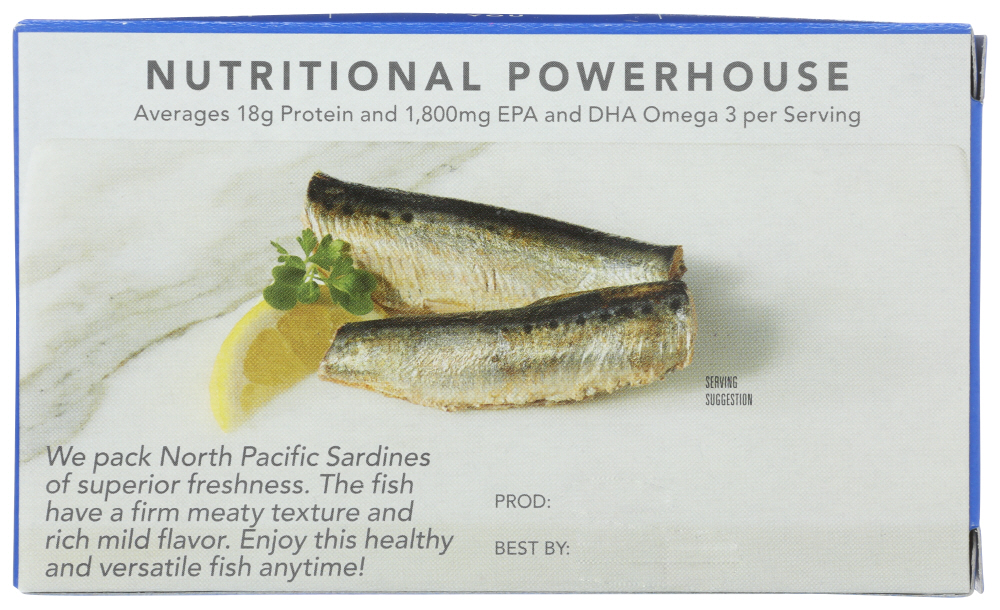 NUTRITIONAL POWERHOUSE
Averages 18g Protein and 1,800mg EPA and DHA Omega 3 per Serving
SERVING
SUGGESTION
We pack North Pacific Sardines
of superior freshness. The fish
have a firm meaty texture and
rich mild flavor. Enjoy this healthy
and versatile fish anytime!
PROD:
BEST BY: